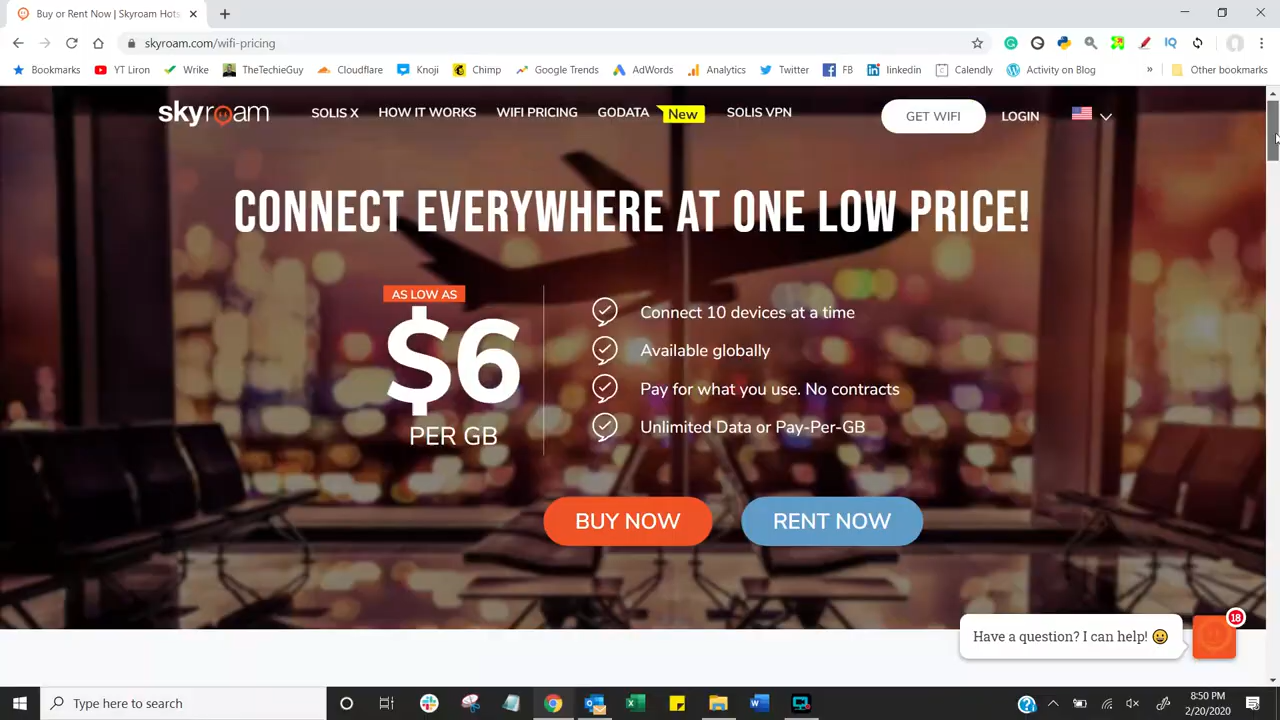 Buy or Rent Now | Skyroam Hots
skyroam.com/wifi-pricing
Bookmarks YT Liron Wrike TheTechieGuy Cloudflare Knoji Chimp Google Trends AdWords Analytics Twitter FB linkedin Calendly Activity on Blog » Other bookmarks
skyroam SOLIS X HOW IT WORKS WIFI PRICING GODATA New SOLIS VPN GET WIFI LOGIN
CONNECT EVERYWHERE AT ONE LOW PRICE!
AS LOW AS
$6
PER GB
Connect 10 devices at a time
Available globally
Pay for what you use. No contracts
Unlimited Data or Pay-Per-GB
BUY NOW RENT NOW
18
Have a question? I can help! 😀
Type here to search
8:50 PM
2/20/2020